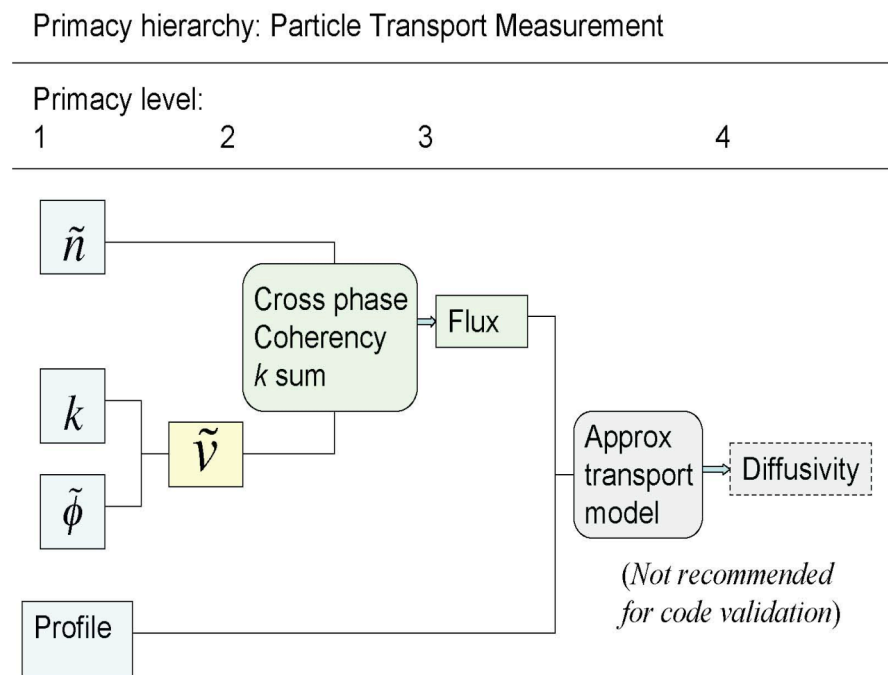 Primacy hierarchy: Particle Transport Measurement
Primacy level:
1 2 3 4
ñ
Cross phase
Coherency
k sum
Flux
k
ṽ
ϕ̃
Approx
transport
model
Diffusivity
(Not recommended
for code validation)
Profile